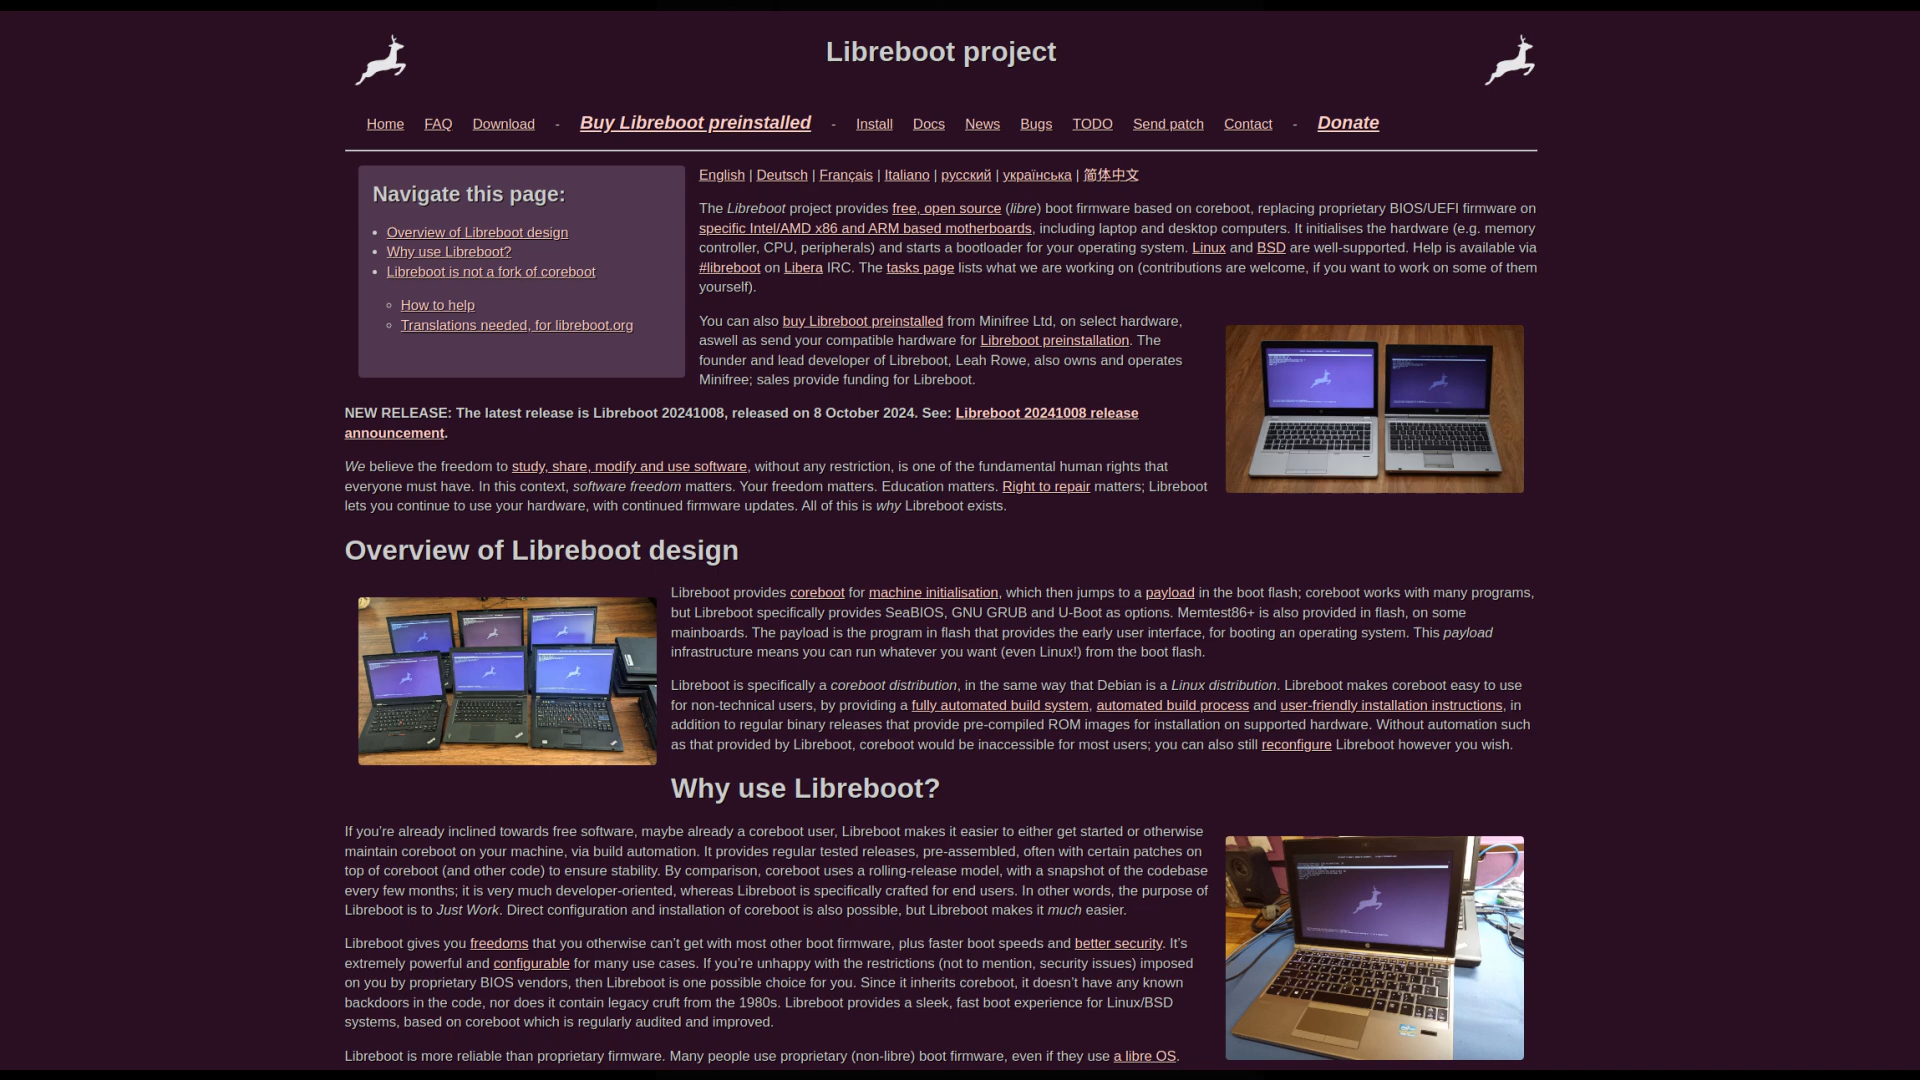 Libreboot project
Home FAQ Download - Buy Libreboot preinstalled - Install Docs News Bugs TODO Send patch Contact - Donate
Navigate this page:
• Overview of Libreboot design
• Why use Libreboot?
• Libreboot is not a fork of coreboot
◦ How to help
◦ Translations needed, for libreboot.org
English | Deutsch | Français | Italiano | русский | українська | 简体中文
The Libreboot project provides free, open source (libre) boot firmware based on coreboot, replacing proprietary BIOS/UEFI firmware on
specific Intel/AMD x86 and ARM based motherboards, including laptop and desktop computers. It initialises the hardware (e.g. memory
controller, CPU, peripherals) and starts a bootloader for your operating system. Linux and BSD are well-supported. Help is available via
#libreboot on Libera IRC. The tasks page lists what we are working on (contributions are welcome, if you want to work on some of them
yourself).
You can also buy Libreboot preinstalled from Minifree Ltd, on select hardware,
aswell as send your compatible hardware for Libreboot preinstallation. The
founder and lead developer of Libreboot, Leah Rowe, also owns and operates
Minifree; sales provide funding for Libreboot.
NEW RELEASE: The latest release is Libreboot 20241008, released on 8 October 2024. See: Libreboot 20241008 release
announcement.
We believe the freedom to study, share, modify and use software, without any restriction, is one of the fundamental human rights that
everyone must have. In this context, software freedom matters. Your freedom matters. Education matters. Right to repair matters; Libreboot
lets you continue to use your hardware, with continued firmware updates. All of this is why Libreboot exists.
Overview of Libreboot design
Libreboot provides coreboot for machine initialisation, which then jumps to a payload in the boot flash; coreboot works with many programs,
but Libreboot specifically provides SeaBIOS, GNU GRUB and U-Boot as options. Memtest86+ is also provided in flash, on some
mainboards. The payload is the program in flash that provides the early user interface, for booting an operating system. This payload
infrastructure means you can run whatever you want (even Linux!) from the boot flash.
Libreboot is specifically a coreboot distribution, in the same way that Debian is a Linux distribution. Libreboot makes coreboot easy to use
for non-technical users, by providing a fully automated build system, automated build process and user-friendly installation instructions, in
addition to regular binary releases that provide pre-compiled ROM images for installation on supported hardware. Without automation such
as that provided by Libreboot, coreboot would be inaccessible for most users; you can also still reconfigure Libreboot however you wish.
Why use Libreboot?
If you’re already inclined towards free software, maybe already a coreboot user, Libreboot makes it easier to either get started or otherwise
maintain coreboot on your machine, via build automation. It provides regular tested releases, pre-assembled, often with certain patches on
top of coreboot (and other code) to ensure stability. By comparison, coreboot uses a rolling-release model, with a snapshot of the codebase
every few months; it is very much developer-oriented, whereas Libreboot is specifically crafted for end users. In other words, the purpose of
Libreboot is to Just Work. Direct configuration and installation of coreboot is also possible, but Libreboot makes it much easier.
Libreboot gives you freedoms that you otherwise can’t get with most other boot firmware, plus faster boot speeds and better security. It’s
extremely powerful and configurable for many use cases. If you’re unhappy with the restrictions (not to mention, security issues) imposed
on you by proprietary BIOS vendors, then Libreboot is one possible choice for you. Since it inherits coreboot, it doesn’t have any known
backdoors in the code, nor does it contain legacy cruft from the 1980s. Libreboot provides a sleek, fast boot experience for Linux/BSD
systems, based on coreboot which is regularly audited and improved.
Libreboot is more reliable than proprietary firmware. Many people use proprietary (non-libre) boot firmware, even if they use a libre OS.